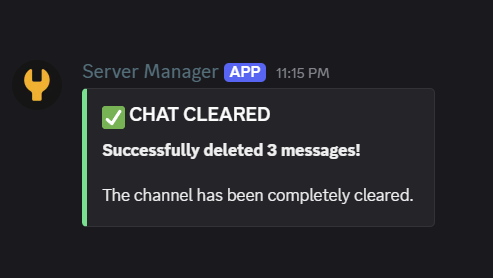 Server Manager APP 11:15 PM
✅ CHAT CLEARED
Successfully deleted 3 messages!
The channel has been completely cleared.